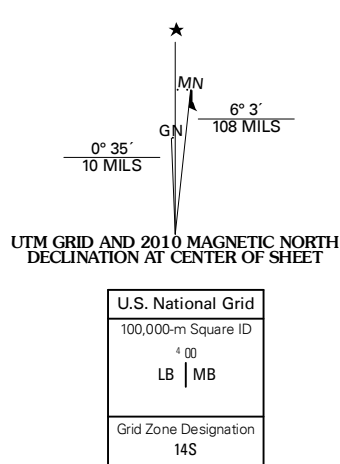 MN
6° 3´
108 MILS
GN
0° 35´
10 MILS
UTM GRID AND 2010 MAGNETIC NORTH
DECLINATION AT CENTER OF SHEET
U.S. National Grid
100,000-m Square ID
4 00
LB MB
Grid Zone Designation
14S